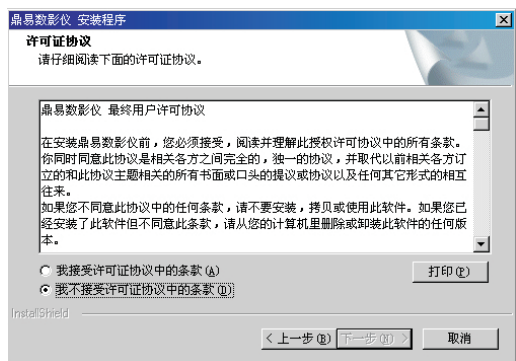 鼎易数影仪 安装程序
许可证协议
请仔细阅读下面的许可证协议。
鼎易数影仪 最终用户许可协议
在安装鼎易数影仪前，您必须接受，阅读并理解此授权许可协议中的所有条款。
你同时同意此协议是相关各方之间完全的，独一的协议，并取代以前相关各方订
立的和此协议主题相关的所有书面或口头的提议或协议以及任何其它形式的相互
往来。
如果您不同意此协议中的任何条款，请不要安装，拷贝或使用此软件。如果您已
经安装了此软件但不同意此条款，请从您的计算机里删除或卸装此软件的任何版
本。
我接受许可证协议中的条款(A)
打印(P)
我不接受许可证协议中的条款(D)
InstallShield
< 上一步(B)
下一步(N) >
取消